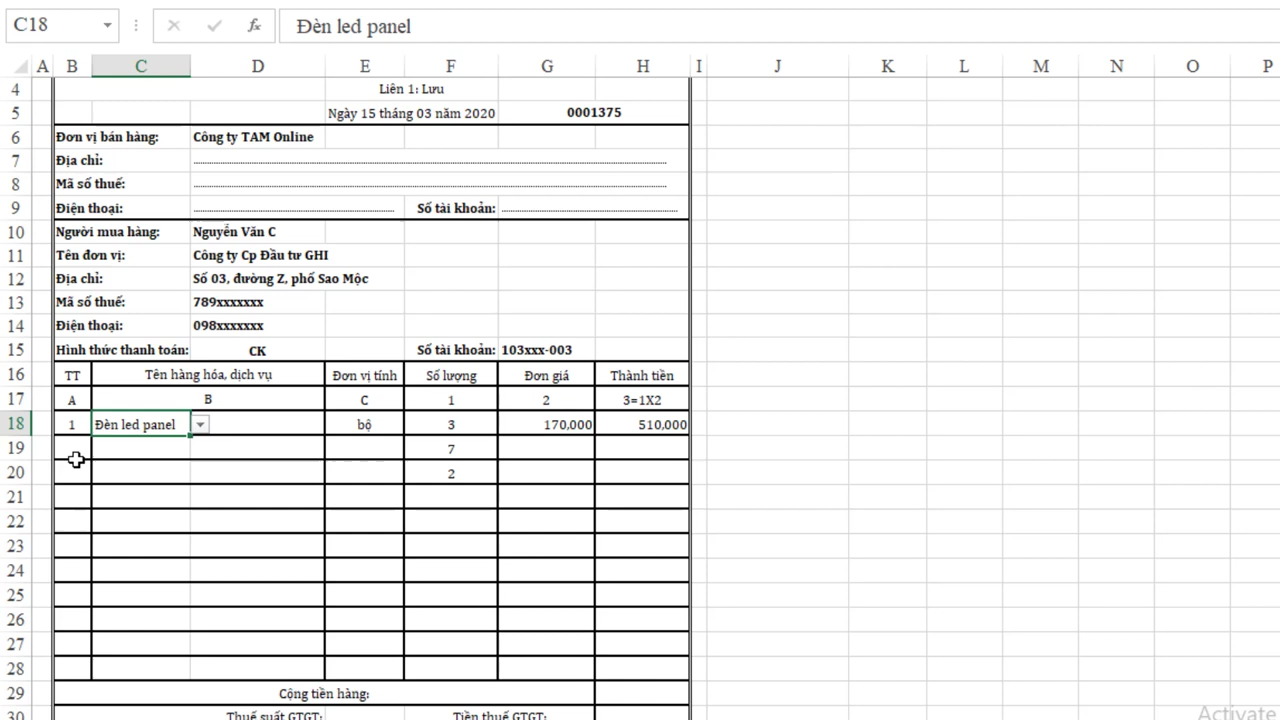 C18 fx Đèn led panel
A B C D E F G H I J K L M N O P
4 Liên 1: Lưu
5 Ngày 15 tháng 03 năm 2020 0001375
6 Đơn vị bán hàng: Công ty TAM Online
7 Địa chỉ: ........................................
8 Mã số thuế: ........................................
9 Điện thoại: ........................................ Số tài khoản: ........................................
10 Người mua hàng: Nguyễn Văn C
11 Tên đơn vị: Công ty Cp Đầu tư GHI
12 Địa chỉ: Số 03, đường Z, phố Sao Mộc
13 Mã số thuế: 789xxxxxxx
14 Điện thoại: 098xxxxxxx
15 Hình thức thanh toán: CK Số tài khoản: 103xxx-003
16 TT Tên hàng hóa, dịch vụ Đơn vị tính Số lượng Đơn giá Thành tiền
17 A B C 1 2 3=1X2
18 1 Đèn led panel bộ 3 170,000 510,000
19 7
20 2
21
22
23
24
25
26
27
28
29 Cộng tiền hàng:
30 Thuế suất GTGT: Tiền thuế GTGT:
Activate